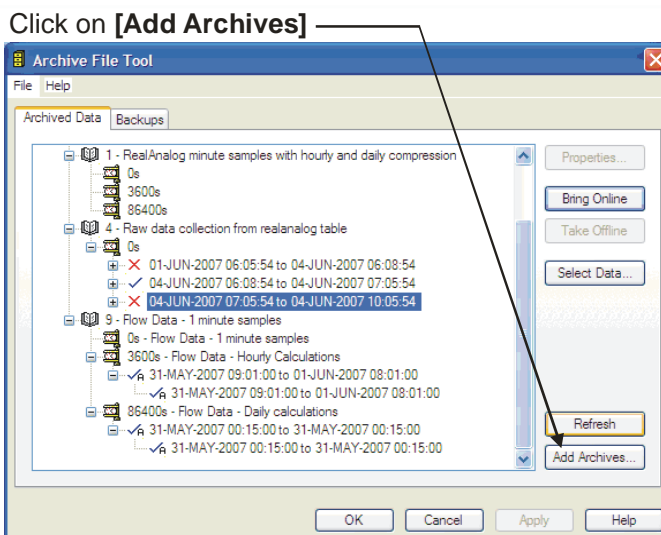 Click on [Add Archives]
Archive File Tool
File Help
Archived Data Backups
1 - RealAnalog minute samples with hourly and daily compression
0s
3600s
86400s
4 - Raw data collection from realanalog table
0s
01-JUN-2007 06:05:54 to 04-JUN-2007 06:08:54
04-JUN-2007 06:08:54 to 04-JUN-2007 07:05:54
04-JUN-2007 07:05:54 to 04-JUN-2007 10:05:54
9 - Flow Data - 1 minute samples
0s - Flow Data - 1 minute samples
3600s - Flow Data - Hourly Calculations
A 31-MAY-2007 09:01:00 to 01-JUN-2007 08:01:00
A 31-MAY-2007 09:01:00 to 01-JUN-2007 08:01:00
86400s - Flow Data - Daily calculations
A 31-MAY-2007 00:15:00 to 31-MAY-2007 00:15:00
A 31-MAY-2007 00:15:00 to 31-MAY-2007 00:15:00
Properties...
Bring Online
Take Offline
Select Data...
Refresh
Add Archives...
OK Cancel Apply Help